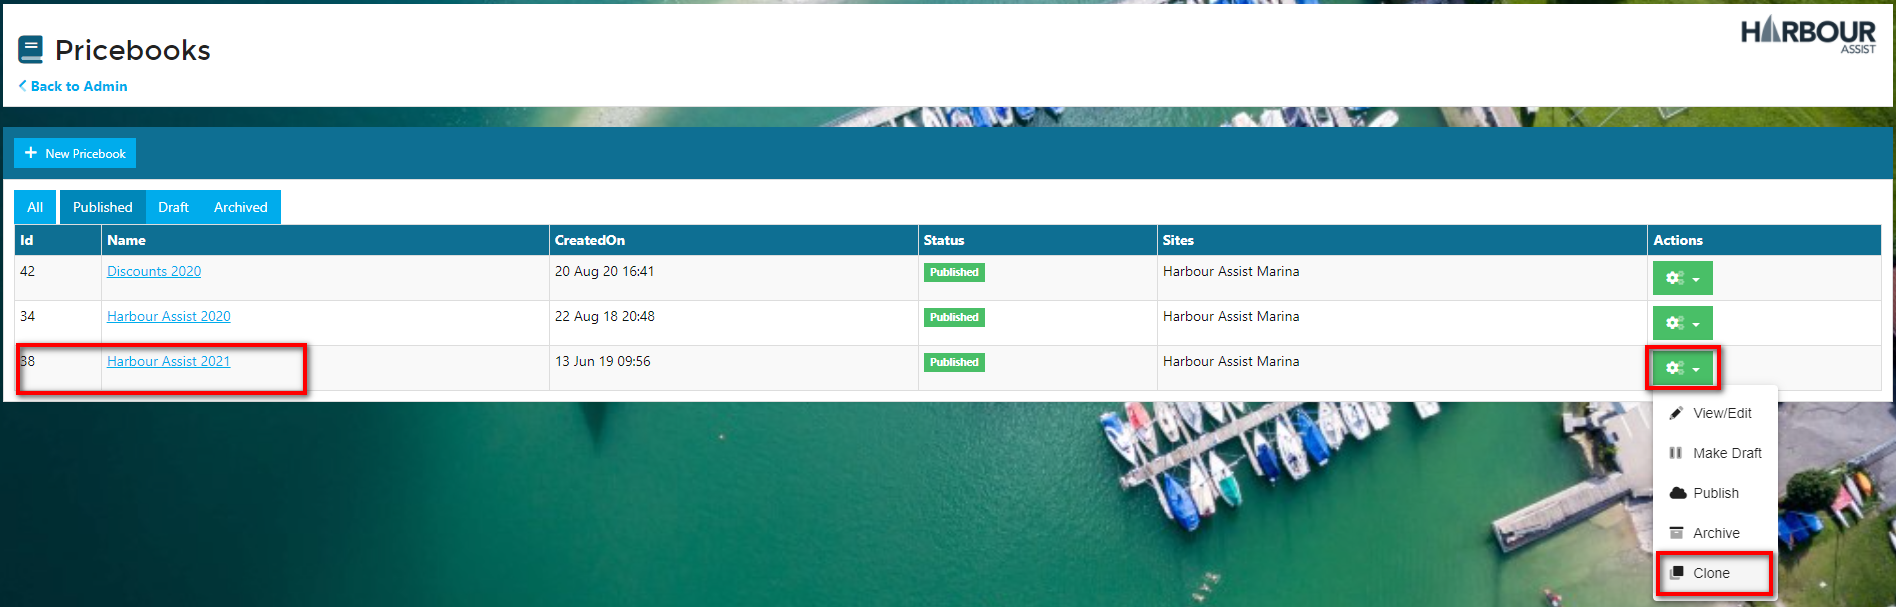 Pricebooks
HARBOUR
ASSIST
Back to Admin
New Pricebook
All Published Draft Archived
Id Name CreatedOn Status Sites Actions
42 Discounts 2020 20 Aug 20 16:41 Published Harbour Assist Marina
34 Harbour Assist 2020 22 Aug 18 20:48 Published Harbour Assist Marina
38 Harbour Assist 2021 13 Jun 19 09:56 Published Harbour Assist Marina
View/Edit
Make Draft
Publish
Archive
Clone